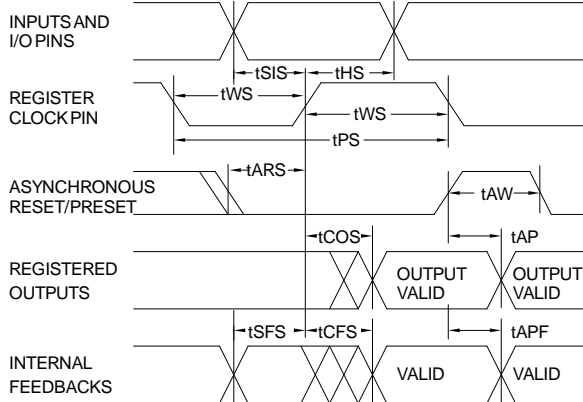 INPUTS AND
I/O PINS
tSIS
tHS
tWS
REGISTER
CLOCK PIN
tWS
tPS
tARS
ASYNCHRONOUS
RESET/PRESET
tAW
tCOS
tAP
REGISTERED
OUTPUTS
OUTPUT
VALID
OUTPUT
VALID
tSFS
tCFS
tAPF
INTERNAL
FEEDBACKS
VALID
VALID